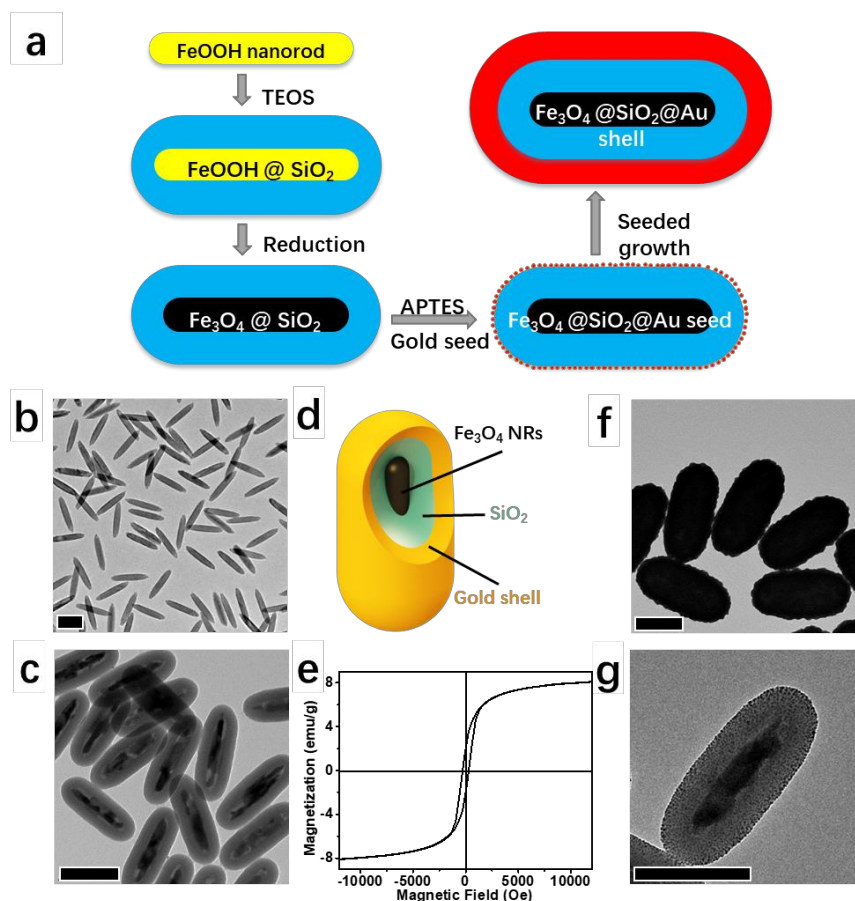 a
FeOOH nanorod
TEOS
FeOOH @ SiO₂
Reduction
Fe₃O₄ @ SiO₂
APTES
Gold seed
Fe₃O₄ @SiO₂@Au seed
Seeded
growth
Fe₃O₄ @SiO₂@Au
shell
b
c
d
Fe₃O₄ NRs
SiO₂
Gold shell
e
Magnetization (emu/g)
8
4
0
-4
-8
-10000 -5000 0 5000 10000
Magnetic Field (Oe)
f
g